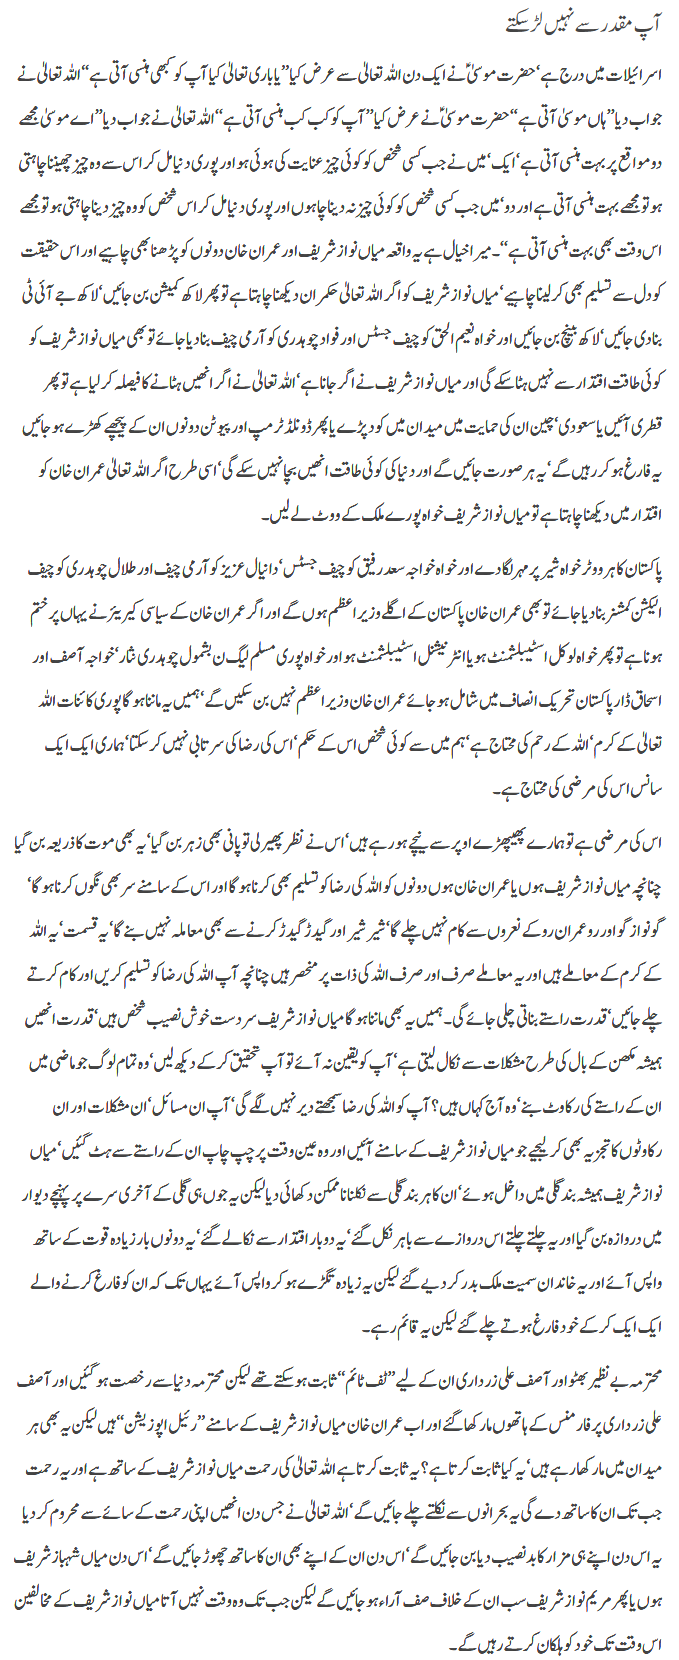 آپ مقدر سے نہیں لڑ سکتے
اسرائیلات میں درج ہے‘ حضرت موسیٰ ؑ نے ایک دن اللہ تعالیٰ سے عرض کیا ’’یا باری تعالیٰ کیا آپ کو کبھی ہنسی آتی ہے‘‘ اللہ تعالیٰ نے
جواب دیا ’’ہاں موسیٰ آتی ہے‘‘ حضرت موسیٰ ؑ نے عرض کیا ’’آپ کو کب کب ہنسی آتی ہے‘‘ اللہ تعالیٰ نے جواب دیا ’’اے موسیٰ مجھے
دو مواقع پر بہت ہنسی آتی ہے‘ ایک‘ میں نے جب کسی شخص کو کوئی چیز عنایت کی ہوئی ہو اور پوری دنیا مل کر اس سے وہ چیز چھیننا چاہتی
ہو تو مجھے بہت ہنسی آتی ہے اور دو‘ میں جب کسی شخص کو کوئی چیز نہ دینا چاہوں اور پوری دنیا مل کر اس شخص کو وہ چیز دینا چاہتی ہو تو مجھے
اس وقت بھی بہت ہنسی آتی ہے‘‘۔ میرا خیال ہے یہ واقعہ میاں نواز شریف اور عمران خان دونوں کو پڑھنا بھی چاہیے اور اس حقیقت
کو دل سے تسلیم بھی کر لینا چاہیے‘ میاں نواز شریف کو اگر اللہ تعالیٰ حکمران دیکھنا چاہتا ہے تو پھر لاکھ کمیشن بن جائیں‘ لاکھ جے آئی ٹی
بنا دی جائیں‘ لاکھ بینچ بن جائیں اور خواہ نعیم الحق کو چیف جسٹس اور فواد چوہدری کو آرمی چیف بنا دیا جائے تو بھی میاں نواز شریف کو
کوئی طاقت اقتدار سے نہیں ہٹا سکے گی اور میاں نواز شریف نے اگر جانا ہے‘ اللہ تعالیٰ نے اگر انھیں ہٹانے کا فیصلہ کر لیا ہے تو پھر
قطری آئیں یا سعودی‘ چین ان کی حمایت میں میدان میں کود پڑے یا پھر ڈونلڈ ٹرمپ اور پیوٹن دونوں ان کے پیچھے کھڑے ہو جائیں
یہ فارغ ہو کر رہیں گے‘ یہ ہر صورت جائیں گے اور دنیا کی کوئی طاقت انھیں بچا نہیں سکے گی‘ اسی طرح اگر اللہ تعالیٰ عمران خان کو
اقتدار میں دیکھنا چاہتا ہے تو میاں نواز شریف خواہ پورے ملک کے ووٹ لے لیں۔
پاکستان کا ہر ووٹر خواہ شیر پر مہر لگا دے اور خواہ خواجہ سعد رفیق کو چیف جسٹس‘ دانیال عزیز کو آرمی چیف اور طلال چوہدری کو چیف
الیکشن کمشنر بنا دیا جائے تو بھی عمران خان پاکستان کے اگلے وزیراعظم ہوں گے اور اگر عمران خان کے سیاسی کیریئر نے یہاں پر ختم
ہونا ہے تو پھر خواہ لوکل اسٹیبلشمنٹ ہو یا انٹرنیشنل اسٹیبلشمنٹ ہو اور خواہ پوری مسلم لیگ ن بشمول چوہدری نثار‘ خواجہ آصف اور
اسحاق ڈار پاکستان تحریک انصاف میں شامل ہو جائے عمران خان وزیراعظم نہیں بن سکیں گے‘ ہمیں یہ ماننا ہو گا پوری کائنات اللہ
تعالیٰ کے کرم‘ اللہ کے رحم کی محتاج ہے‘ ہم میں سے کوئی شخص اس کے حکم‘ اس کی رضا کی سرتابی نہیں کر سکتا‘ ہماری ایک ایک
سانس اس کی مرضی کی محتاج ہے۔
اس کی مرضی ہے تو ہمارے پھیپھڑے اوپر سے نیچے ہو رہے ہیں‘ اس نے نظر پھیر لی تو پانی بھی زہر بن گیا‘ یہ بھی موت کا ذریعہ بن گیا
چنانچہ میاں نواز شریف ہوں یا عمران خان ہوں دونوں کو اللہ کی رضا کو تسلیم بھی کرنا ہو گا اور اس کے سامنے سر بھی نگوں کرنا ہو گا‘
گو نواز گو اور رو عمران رو کے نعروں سے کام نہیں چلے گا‘ شیر شیر اور گیدڑ گیدڑ کرنے سے بھی معاملہ نہیں بنے گا‘ یہ قسمت‘ یہ اللہ
کے کرم کے معاملے ہیں اور یہ معاملے صرف اور صرف اللہ کی ذات پر منحصر ہیں چنانچہ آپ اللہ کی رضا کو تسلیم کریں اور کام کرتے
چلے جائیں‘ قدرت راستے بناتی چلی جائے گی۔ ہمیں یہ بھی ماننا ہو گا میاں نواز شریف سردست خوش نصیب شخص ہیں‘ قدرت انھیں
ہمیشہ مکھن کے بال کی طرح مشکلات سے نکال لیتی ہے‘ آپ کو یقین نہ آئے تو آپ تحقیق کر کے دیکھ لیں‘ وہ تمام لوگ جو ماضی میں
ان کے راستے کی رکاوٹ بنے‘ وہ آج کہاں ہیں؟ آپ کو اللہ کی رضا سمجھتے دیر نہیں لگے گی‘ آپ ان مسائل‘ ان مشکلات اور ان
رکاوٹوں کا تجزیہ بھی کر لیجیے جو میاں نواز شریف کے سامنے آئیں اور وہ عین وقت پر چپ چاپ ان کے راستے سے ہٹ گئیں‘ میاں
نواز شریف ہمیشہ بند گلی میں داخل ہوئے‘ ان کا ہر بند گلی سے نکلنا ناممکن دکھائی دیا لیکن یہ جوں ہی گلی کے آخری سرے پر پہنچے دیوار
میں دروازہ بن گیا اور یہ چلتے چلتے اس دروازے سے باہر نکل گئے‘ یہ دو بار اقتدار سے نکالے گئے‘ یہ دونوں بار زیادہ قوت کے ساتھ
واپس آئے اور یہ خاندان سمیت ملک بدر کر دیے گئے لیکن یہ زیادہ تگڑے ہو کر واپس آئے یہاں تک کہ ان کو فارغ کرنے والے
ایک ایک کر کے خود فارغ ہوتے چلے گئے لیکن یہ قائم رہے۔
محترمہ بے نظیر بھٹو اور آصف علی زرداری ان کے لیے ’’ٹف ٹائم‘‘ ثابت ہو سکتے تھے لیکن محترمہ دنیا سے رخصت ہو گئیں اور آصف
علی زرداری پرفارمنس کے ہاتھوں مار کھا گئے اور اب عمران خان میاں نواز شریف کے سامنے ’’رئیل اپوزیشن‘‘ ہیں لیکن یہ بھی ہر
میدان میں مار کھا رہے ہیں‘ یہ کیا ثابت کرتا ہے؟ یہ ثابت کرتا ہے اللہ تعالیٰ کی رحمت میاں نواز شریف کے ساتھ ہے اور یہ رحمت
جب تک ان کا ساتھ دے گی یہ بحرانوں سے نکلتے چلے جائیں گے‘ اللہ تعالیٰ نے جس دن انھیں اپنی رحمت کے سائے سے محروم کر دیا
یہ اس دن اپنے ہی مزار کا بدنصیب دیا بن جائیں گے‘ اس دن ان کے اپنے بھی ان کا ساتھ چھوڑ جائیں گے‘ اس دن میاں شہباز شریف
ہوں یا پھر مریم نواز شریف سب ان کے خلاف صف آراء ہو جائیں گے لیکن جب تک وہ وقت نہیں آتا میاں نواز شریف کے مخالفین
اس وقت تک خود کو ہلکان کرتے رہیں گے۔